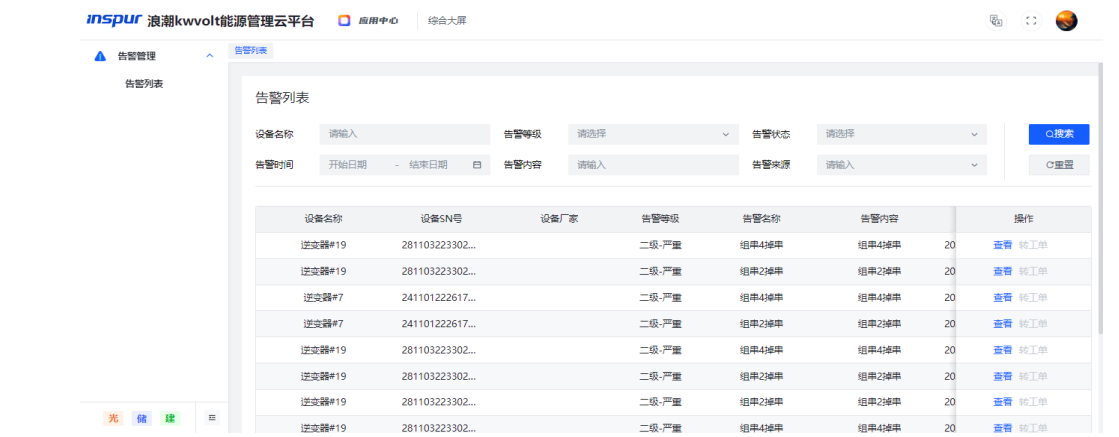 inspur 浪潮kwvolt能源管理云平台 应用中心 综合大屏
告警管理
告警列表
告警列表
告警列表
设备名称 请输入 告警等级 请选择 告警状态 请选择 搜索
告警时间 开始日期 - 结束日期 告警内容 请输入 告警来源 请输入 重置
设备名称 设备SN号 设备厂家 告警等级 告警名称 告警内容 操作
逆变器#19 281103223302... 二级-严重 组串4掉串 组串4掉串 20 查看 转工单
逆变器#19 281103223302... 二级-严重 组串2掉串 组串2掉串 20 查看 转工单
逆变器#7 241101222617... 二级-严重 组串4掉串 组串4掉串 20 查看 转工单
逆变器#7 241101222617... 二级-严重 组串2掉串 组串2掉串 20 查看 转工单
逆变器#19 281103223302... 二级-严重 组串4掉串 组串4掉串 20 查看 转工单
逆变器#19 281103223302... 二级-严重 组串2掉串 组串2掉串 20 查看 转工单
逆变器#19 281103223302... 二级-严重 组串2掉串 组串2掉串 20 查看 转工单
逆变器#19 281103223302... 二级-严重 组串4掉串 组串4掉串 20 查看 转工单
光 储 建